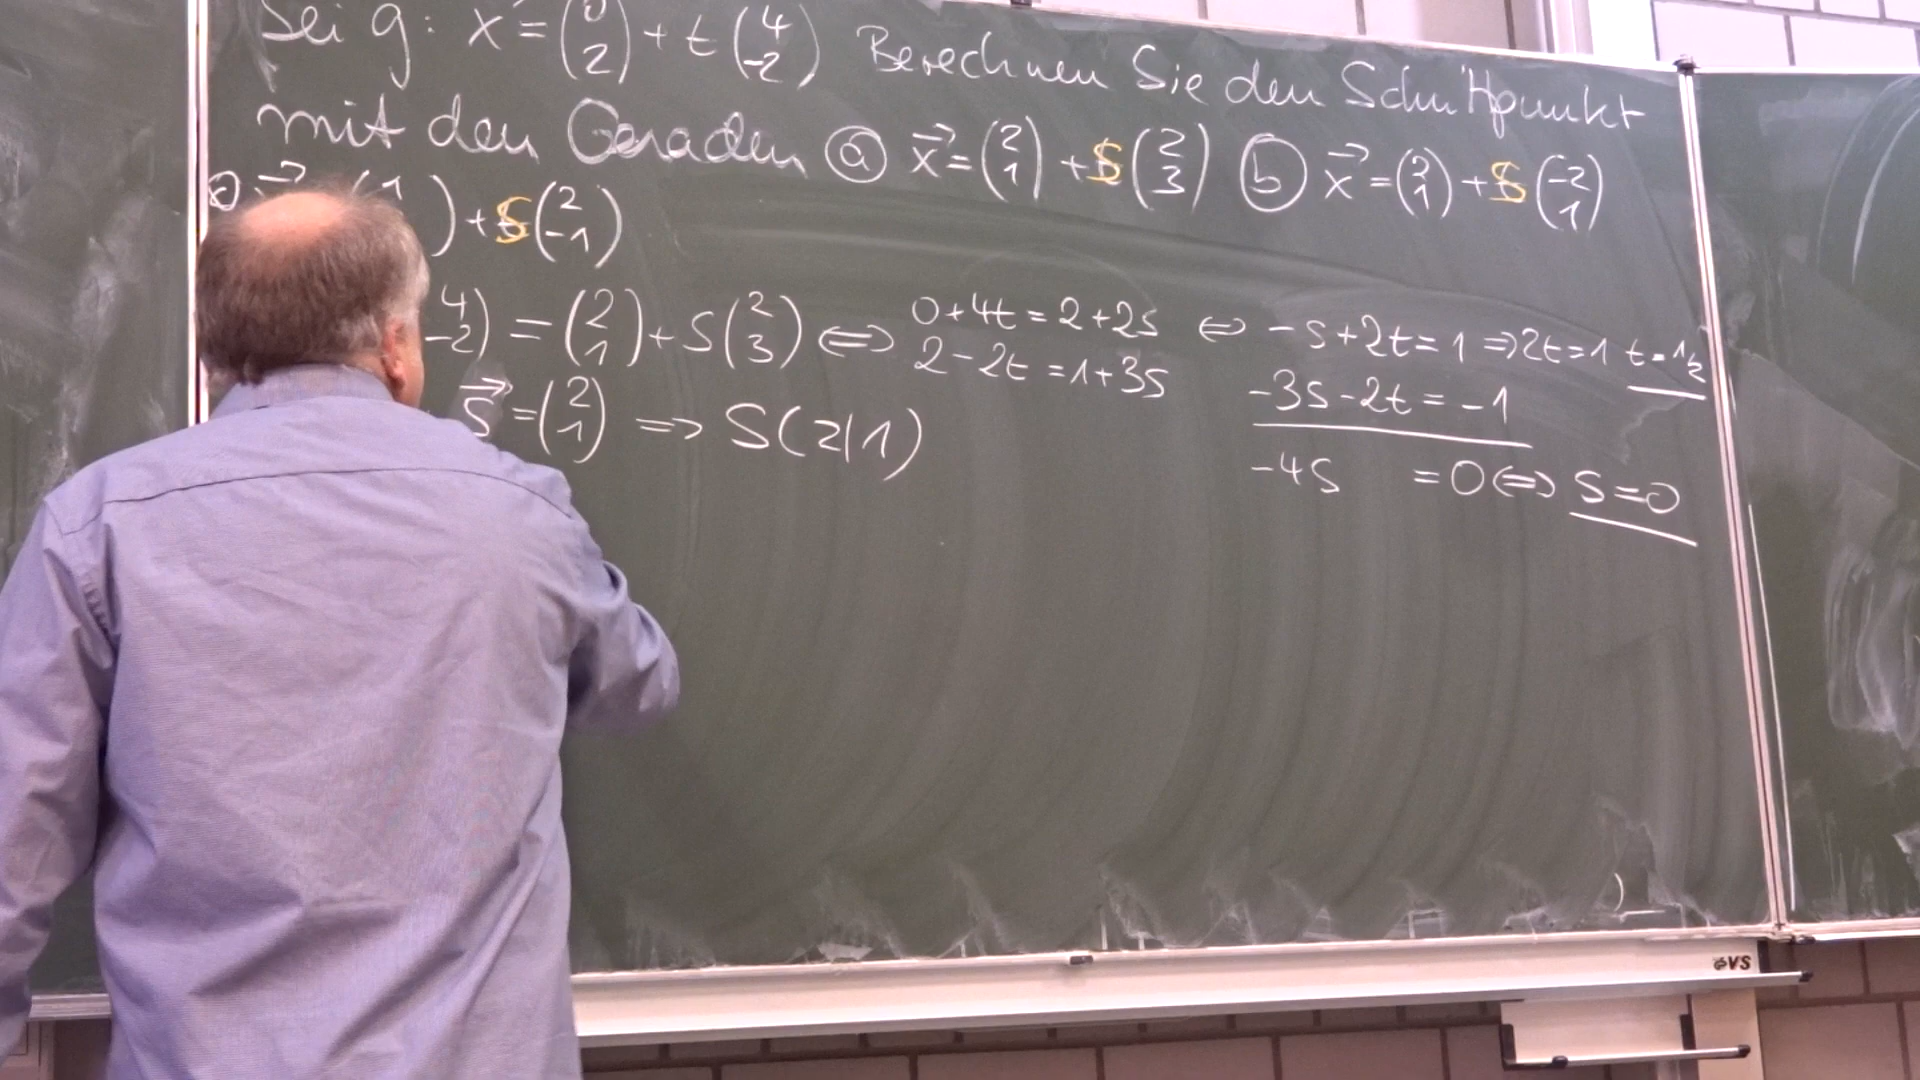 Sei g: x⃗ = (0 2) + t (4 -2) Berechnen Sie den Schnittpunkt
mit den Geraden ⓐ x⃗ = (2 1) + S (2 3) ⓑ x⃗ = (2 1) + S (-2 1)
) + S (2 -1)
4 -2) = (2 1) + S (2 3) ⇔ 0+4t = 2+2s ⇔ -s+2t = 1 ⇒ 2t=1 t=1/2
2-2t = 1+3s -3s-2t = -1
S⃗ = (2 1) ⇒ S(2|1) -4s = 0 ⇔ s=0
VS